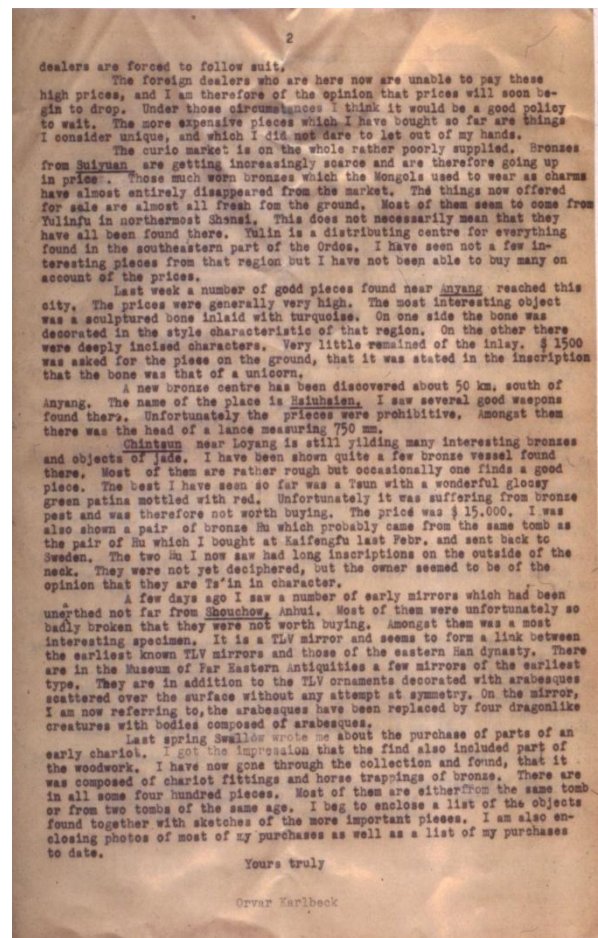 2
dealers are forced to follow suit.
The foreign dealers who are here now are unable to pay these
high prices, and I am therefore of the opinion that prices will soon be-
gin to drop. Under those circumstances I think it would be a good policy
to wait. The more expensive pieces which I have bought so far are things
I consider unique, and which I did not dare to let out of my hands.
The curio market is on the whole rather poorly supplied. Bronzes
from Suiyuan are getting increasingly scarce and are therefore going up
in price. Those much worn bronzes which the Mongols used to wear as charms
have almost entirely disappeared from the market. The things now offered
for sale are almost all fresh fom the ground. Most of them seem to come from
Yulinfu in northermost Shensi. This does not necessarily mean that they
have all been found there. Yulin is a distributing centre for everything
found in the southeastern part of the Ordos. I have seen not a few in-
teresting pieces from that region but I have not been able to buy many on
account of the prices.
Last week a number of good pieces found near Anyang reached this
city. The prices were generally very high. The most interesting object
was a sculptured bone inlaid with turquoise. On one side the bone was
decorated in the style characteristic of that region. On the other there
were deeply incised characters. Very little remained of the inlay. $ 1500
was asked for the piese on the ground, that it was stated in the inscription
that the bone was that of a unicorn.
A new bronze centre has been discovered about 50 km. south of
Anyang. The name of the place is Hsiuhsien. I saw several good waepons
found there. Unfortunately the prieces were prohibitive. Amongst them
there was the head of a lance measuring 750 mm.
Chintsun near Loyang is still yilding many interesting bronzes
and objects of jade. I have been shown quite a few bronze vessel found
there. Most of them are rather rough but occasionally one finds a good
piece. The best I have seen so far was a Tsun with a wonderful glossy
green patina mottled with red. Unfortunately it was suffering from bronze
pest and was therefore not worth buying. The price was $ 15.000. I was
also shown a pair of bronze Hu which probably came from the same tomb as
the pair of Hu which I bought at Kaifengfu last Febr. and sent back to
Sweden. The two Hu I now saw had long inscriptions on the outside of the
neck. They were not yet deciphered, but the owner seemed to be of the
opinion that they are Ts'in in character.
A few days ago I saw a number of early mirrors which had been
unearthed not far from Shouchow, Anhui. Most of them were unfortunately so
badly broken that they were not worth buying. Amongst them was a most
interesting specimen. It is a TLV mirror and seems to form a link between
the earliest known TLV mirrors and those of the eastern Han dynasty. There
are in the Museum of Far Eastern Antiquities a few mirrors of the earliest
type. They are in addition to the TLV ornaments decorated with arabesques
scattered over the surface without any attempt at symmetry. On the mirror,
I am now referring to, the arabesques have been replaced by four dragonlike
creatures with bodies composed of arabesques.
Last spring Swallow wrote me about the purchase of parts of an
early chariot. I got the impression that the find also included part of
the woodwork. I have now gone through the collection and found, that it
was composed of chariot fittings and horse trappings of bronze. There are
in all some four hundred pieces. Most of them are either from the same tomb
or from two tombs of the same age. I beg to enclose a list of the objects
found together with sketches of the more important pieces. I am also en-
closing photos of most of my purchases as well as a list of my purchases
to date.
Yours truly
Orvar Karlbeck